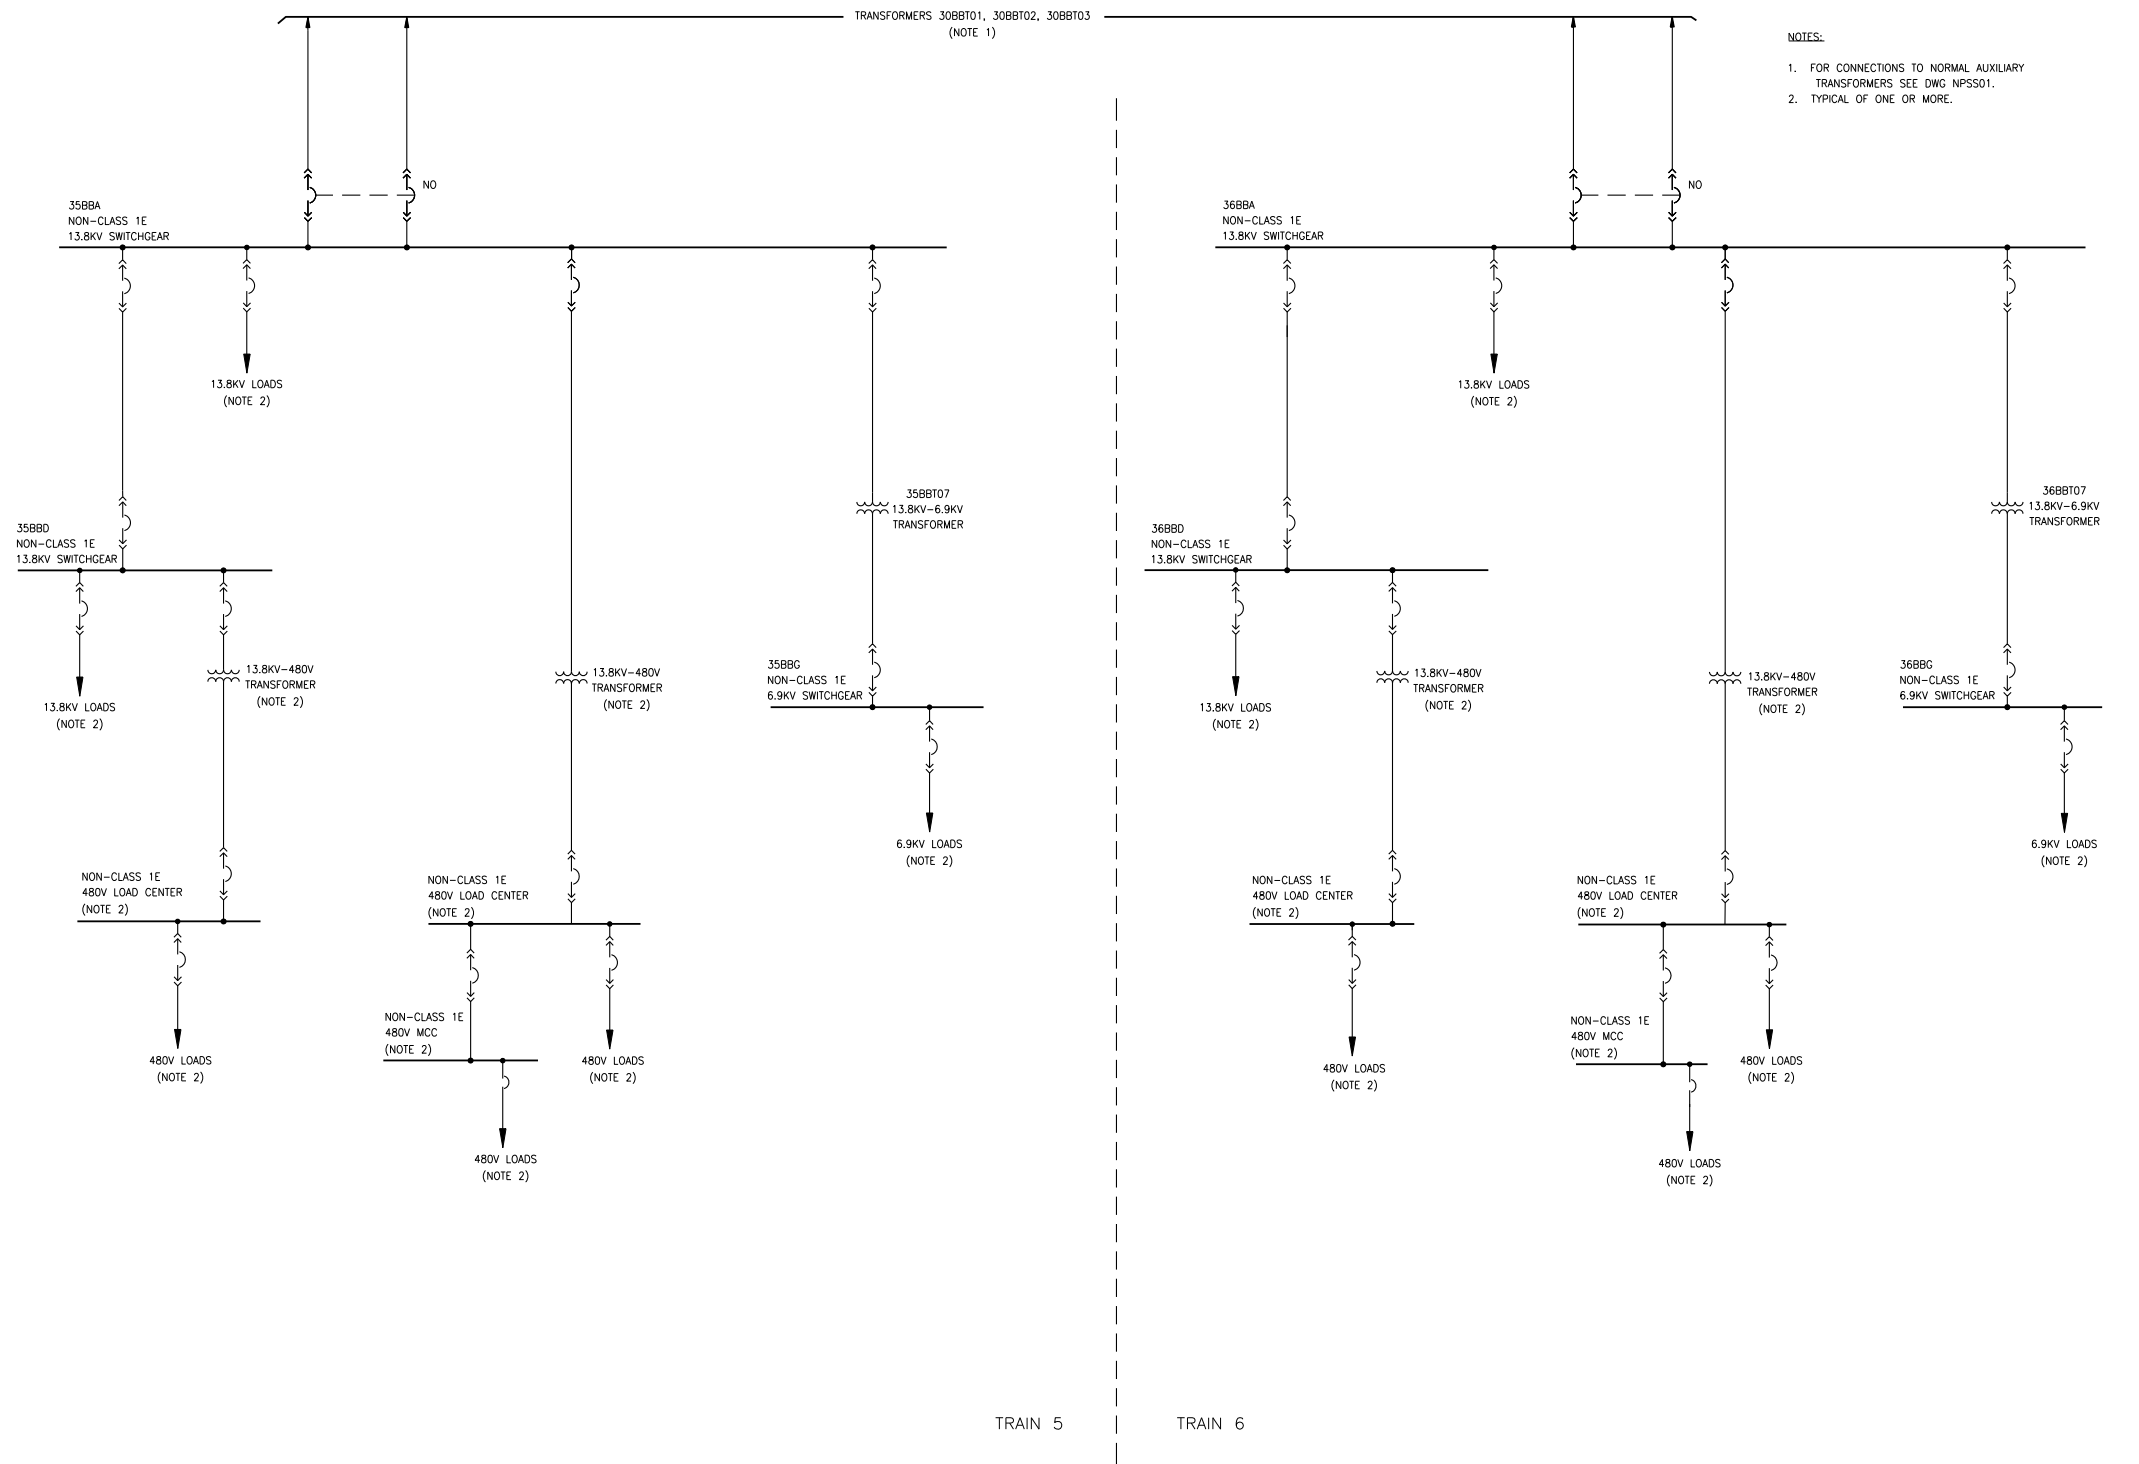 TRANSFORMERS 30BBT01, 30BBT02, 30BBT03
(NOTE 1)
NOTES:
1. FOR CONNECTIONS TO NORMAL AUXILIARY
TRANSFORMERS SEE DWG NPSS01.
2. TYPICAL OF ONE OR MORE.
NO
35BBA
NON-CLASS 1E
13.8KV SWITCHGEAR
13.8KV LOADS
(NOTE 2)
35BBT07
13.8KV-6.9KV
TRANSFORMER
35BBD
NON-CLASS 1E
13.8KV SWITCHGEAR
13.8KV LOADS
(NOTE 2)
13.8KV-480V
TRANSFORMER
(NOTE 2)
13.8KV-480V
TRANSFORMER
(NOTE 2)
35BBG
NON-CLASS 1E
6.9KV SWITCHGEAR
6.9KV LOADS
(NOTE 2)
NON-CLASS 1E
480V LOAD CENTER
(NOTE 2)
480V LOADS
(NOTE 2)
NON-CLASS 1E
480V LOAD CENTER
(NOTE 2)
NON-CLASS 1E
480V MCC
(NOTE 2)
480V LOADS
(NOTE 2)
480V LOADS
(NOTE 2)
TRAIN 5
NO
36BBA
NON-CLASS 1E
13.8KV SWITCHGEAR
13.8KV LOADS
(NOTE 2)
36BBT07
13.8KV-6.9KV
TRANSFORMER
36BBD
NON-CLASS 1E
13.8KV SWITCHGEAR
13.8KV LOADS
(NOTE 2)
13.8KV-480V
TRANSFORMER
(NOTE 2)
13.8KV-480V
TRANSFORMER
(NOTE 2)
36BBG
NON-CLASS 1E
6.9KV SWITCHGEAR
6.9KV LOADS
(NOTE 2)
NON-CLASS 1E
480V LOAD CENTER
(NOTE 2)
480V LOADS
(NOTE 2)
NON-CLASS 1E
480V LOAD CENTER
(NOTE 2)
NON-CLASS 1E
480V MCC
(NOTE 2)
480V LOADS
(NOTE 2)
480V LOADS
(NOTE 2)
TRAIN 6